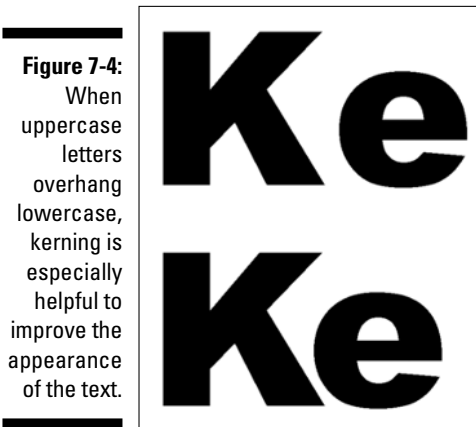 Figure 7-4:
When
uppercase
letters
overhang
lowercase,
kerning is
especially
helpful to
improve the
appearance
of the text.
Ke
Ke